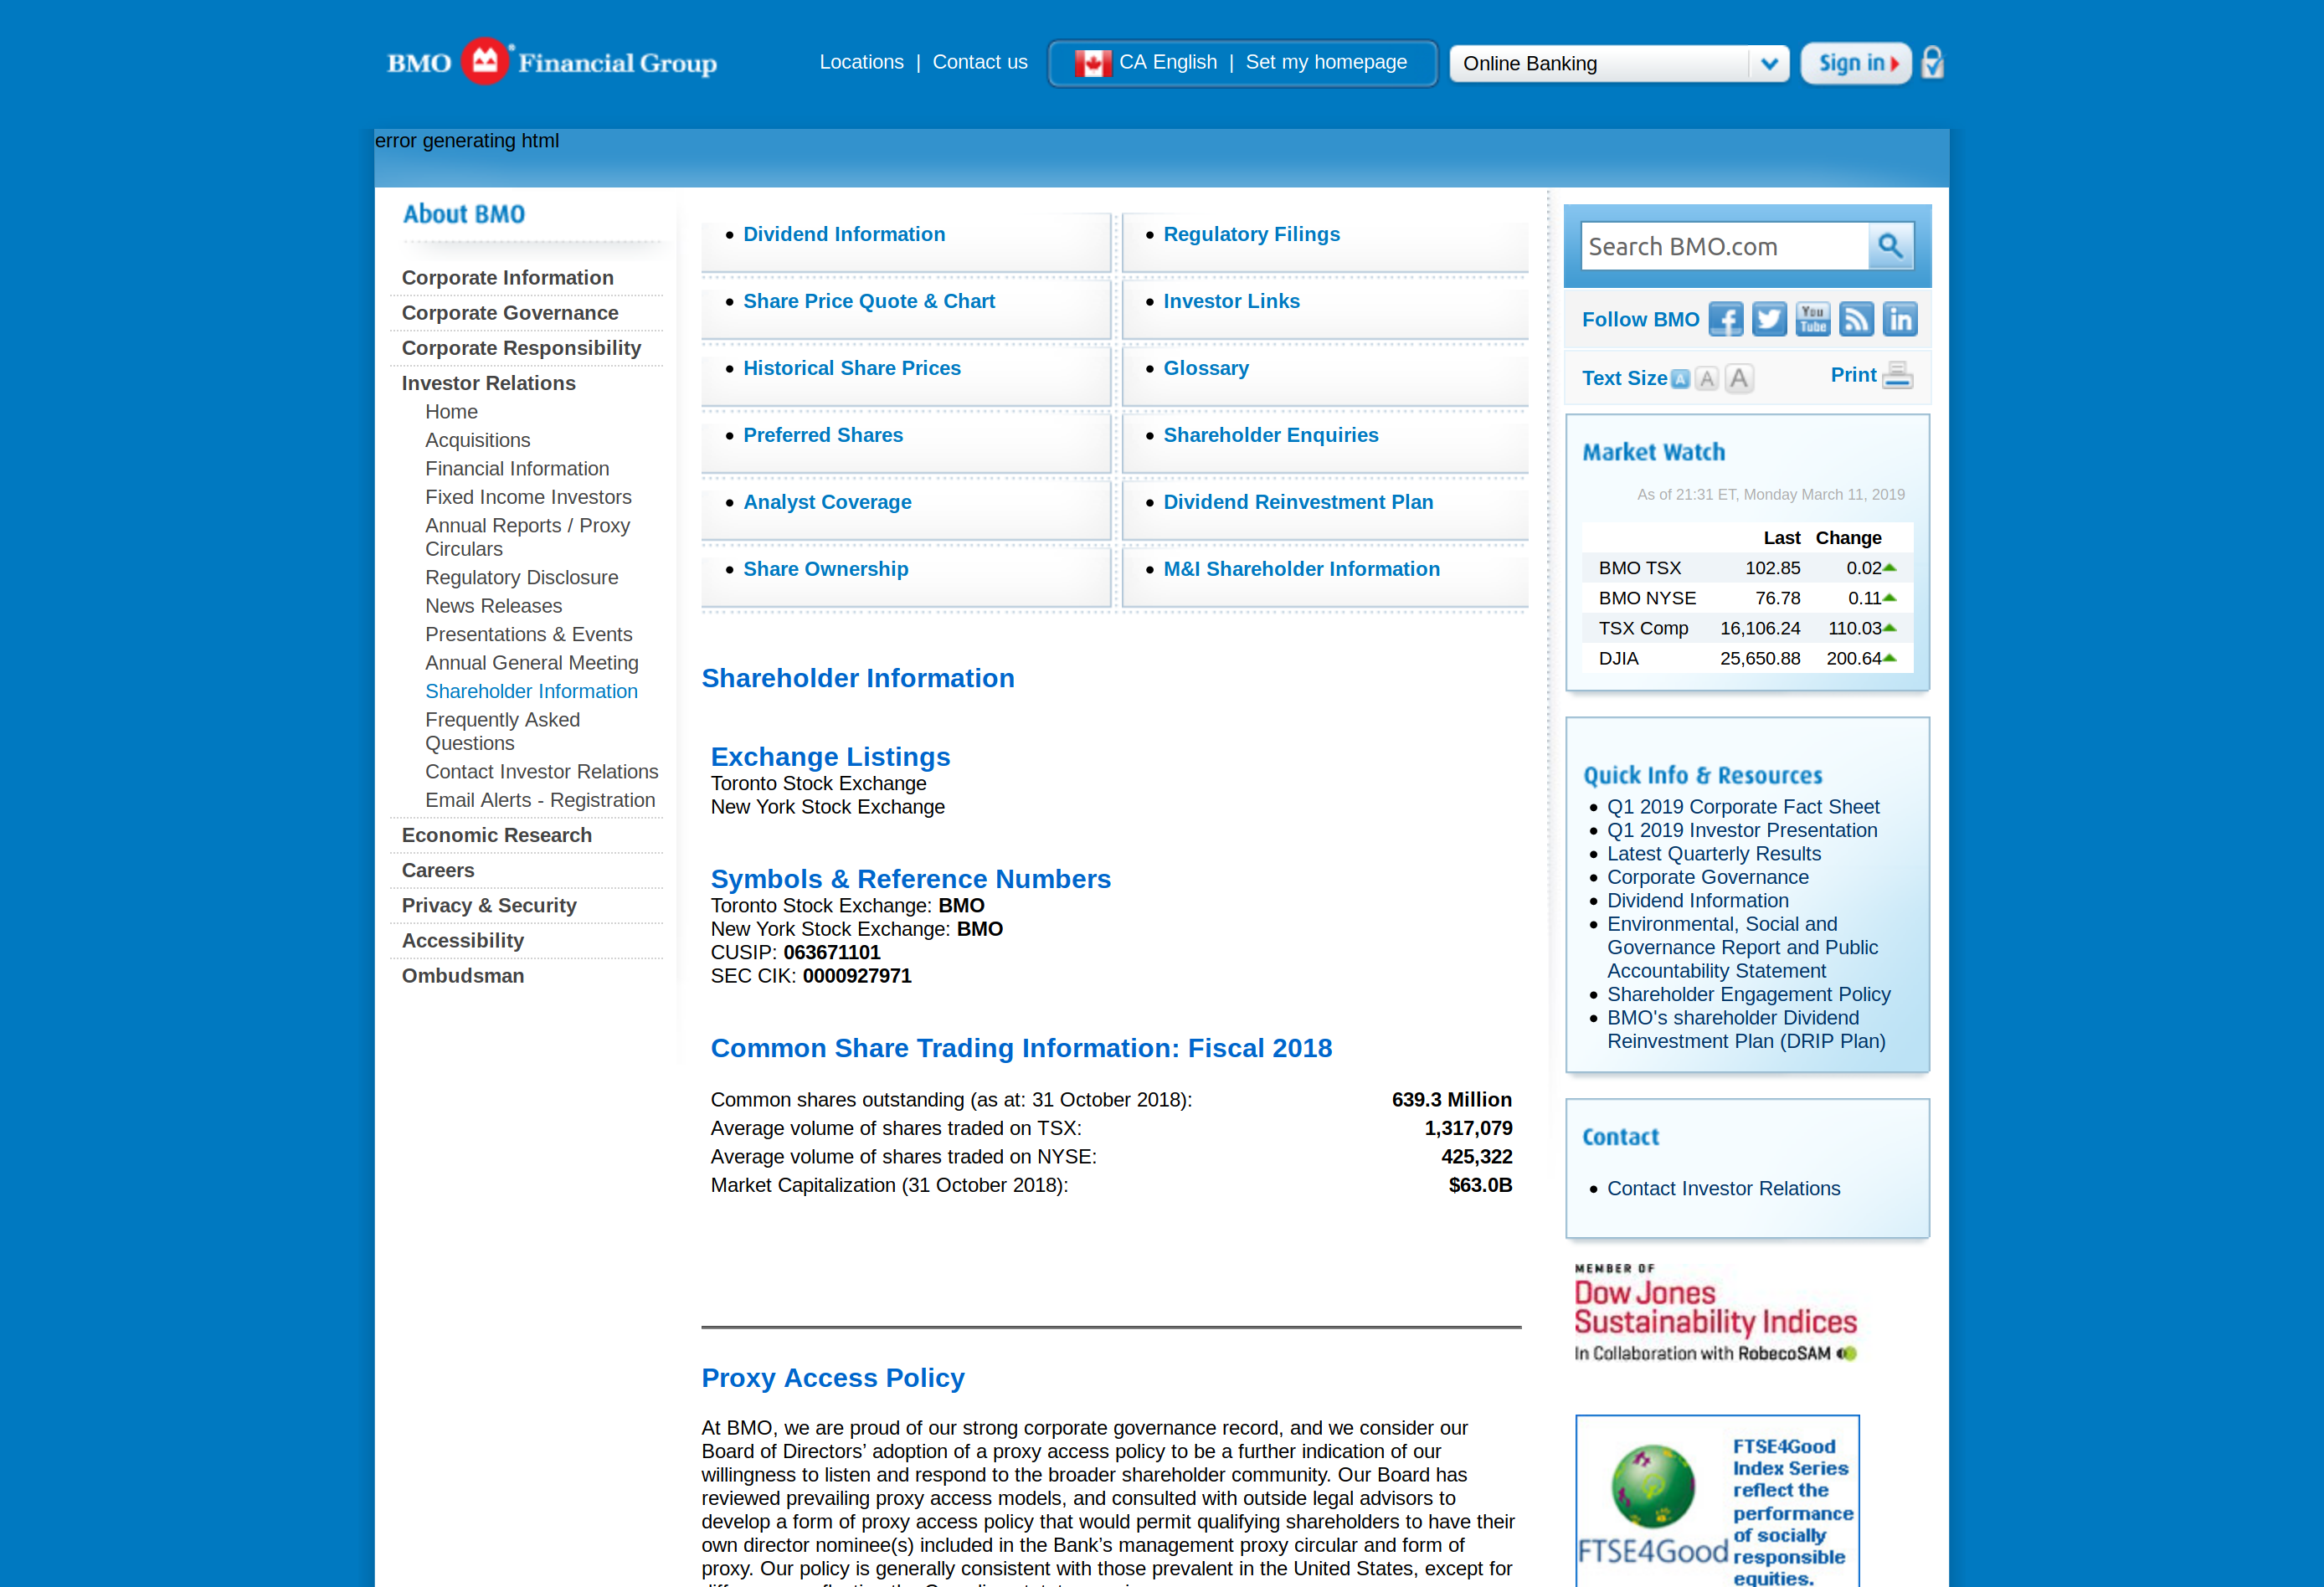 BMO Financial Group
Locations | Contact us
CA English | Set my homepage
Online Banking
Sign in
error generating html
About BMO
Corporate Information
Corporate Governance
Corporate Responsibility
Investor Relations
Home
Acquisitions
Financial Information
Fixed Income Investors
Annual Reports / Proxy
Circulars
Regulatory Disclosure
News Releases
Presentations & Events
Annual General Meeting
Shareholder Information
Frequently Asked
Questions
Contact Investor Relations
Email Alerts - Registration
Economic Research
Careers
Privacy & Security
Accessibility
Ombudsman
Dividend Information
Regulatory Filings
Share Price Quote & Chart
Investor Links
Historical Share Prices
Glossary
Preferred Shares
Shareholder Enquiries
Analyst Coverage
Dividend Reinvestment Plan
Share Ownership
M&I Shareholder Information
Shareholder Information
Exchange Listings
Toronto Stock Exchange
New York Stock Exchange
Symbols & Reference Numbers
Toronto Stock Exchange: BMO
New York Stock Exchange: BMO
CUSIP: 063671101
SEC CIK: 0000927971
Common Share Trading Information: Fiscal 2018
Common shares outstanding (as at: 31 October 2018): 639.3 Million
Average volume of shares traded on TSX: 1,317,079
Average volume of shares traded on NYSE: 425,322
Market Capitalization (31 October 2018): $63.0B
Proxy Access Policy
At BMO, we are proud of our strong corporate governance record, and we consider our
Board of Directors’ adoption of a proxy access policy to be a further indication of our
willingness to listen and respond to the broader shareholder community. Our Board has
reviewed prevailing proxy access models, and consulted with outside legal advisors to
develop a form of proxy access policy that would permit qualifying shareholders to have their
own director nominee(s) included in the Bank’s management proxy circular and form of
proxy. Our policy is generally consistent with those prevalent in the United States, except for
Search BMO.com
Follow BMO
You
Tube
in
Text Size A A A
Print
Market Watch
As of 21:31 ET, Monday March 11, 2019
Last Change
BMO TSX 102.85 0.02
BMO NYSE 76.78 0.11
TSX Comp 16,106.24 110.03
DJIA 25,650.88 200.64
Quick Info & Resources
Q1 2019 Corporate Fact Sheet
Q1 2019 Investor Presentation
Latest Quarterly Results
Corporate Governance
Dividend Information
Environmental, Social and
Governance Report and Public
Accountability Statement
Shareholder Engagement Policy
BMO's shareholder Dividend
Reinvestment Plan (DRIP Plan)
Contact
Contact Investor Relations
MEMBER OF
Dow Jones
Sustainability Indices
In Collaboration with RobecoSAM
FTSE4Good
FTSE4Good
Index Series
reflect the
performance
of socially
responsible
equities.